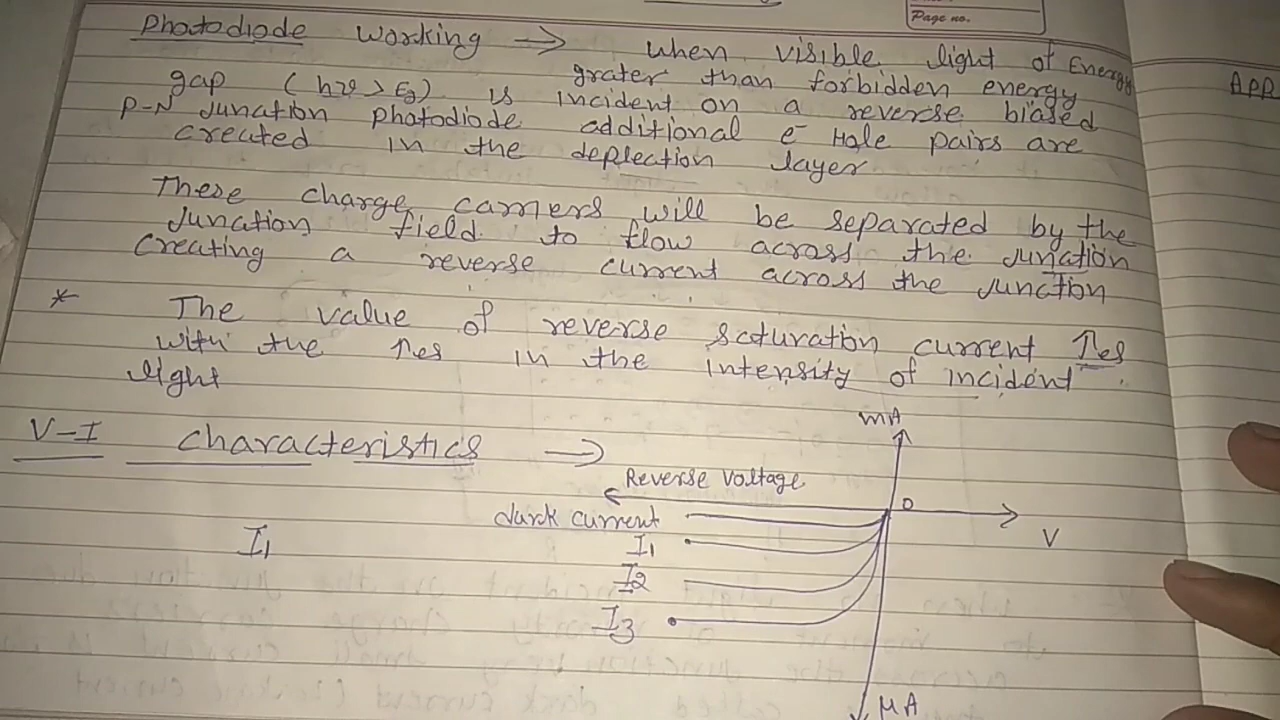 Page no.
Photodiode working → when visible light of Energy
grater than forbidden energy
gap (hν > Eg) is incident on a reverse biased
P-N Junction photodiode additional e⁻ Hole pairs are
created in the deplection layer
These charge carriers will be separated by the
Junction field to flow across the junction
Creating a reverse current across the junction
* The value of reverse saturation current ↑es
with the ↑es in the intensity of incident
light
V-I characteristics →
mA
Reverse Voltage
dark current
O
V
I1
I1
I2
I3
μA